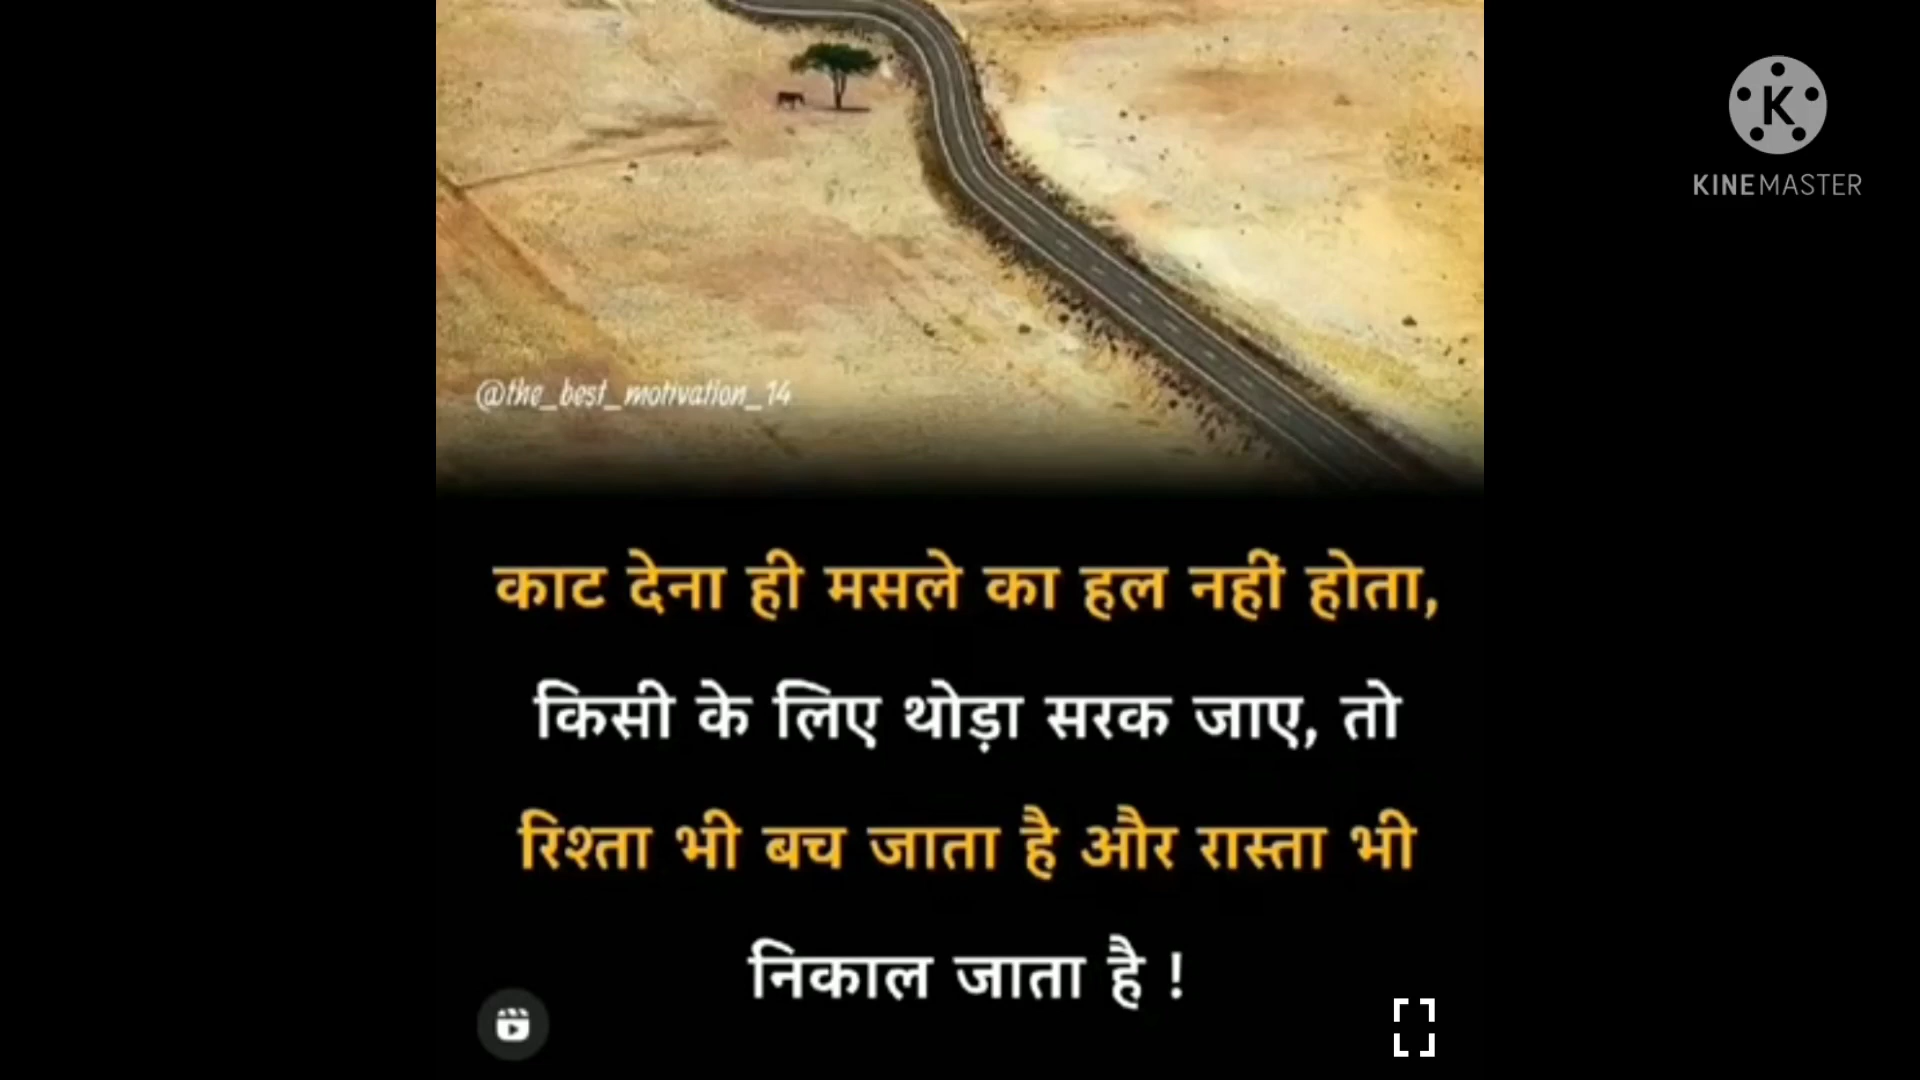 KINEMASTER
@the_best_motivation_14
काट देना ही मसले का हल नहीं होता,
किसी के लिए थोड़ा सरक जाए, तो
रिश्ता भी बच जाता है और रास्ता भी
निकाल जाता है !